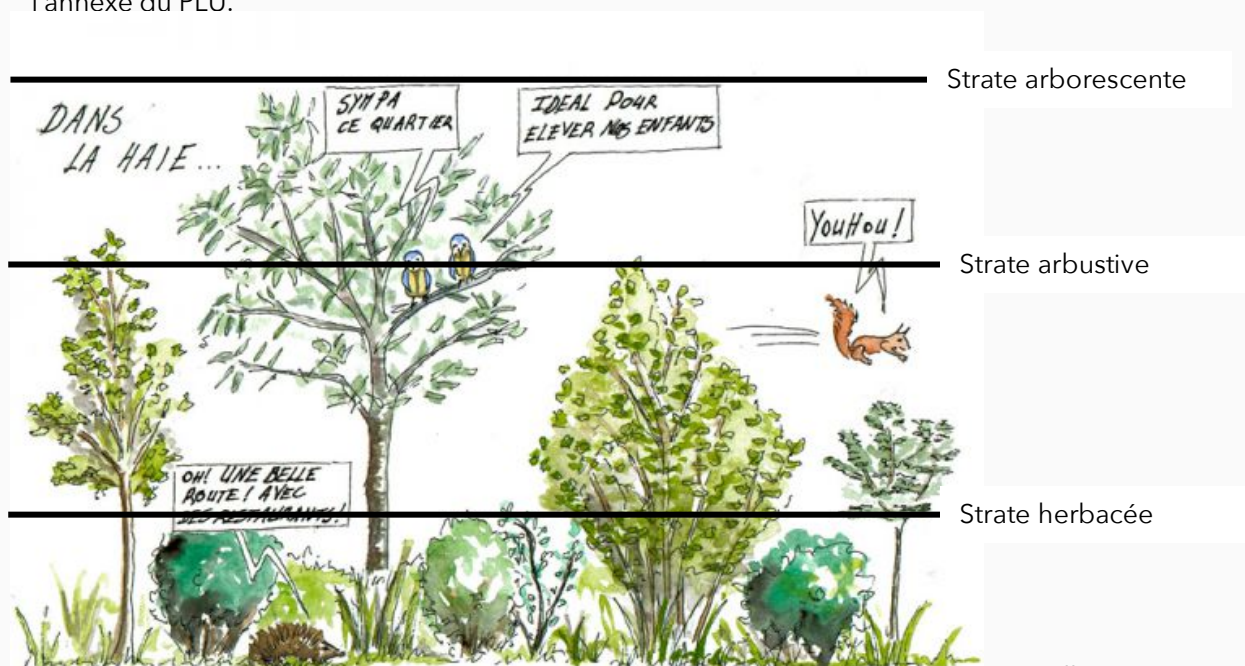 l'annexe du PLU.
Strate arborescente
DANS
LA HAIE...
SYMPA
CE QUARTIER
IDEAL POUR
ELEVER NOS ENFANTS
YOUHOU!
Strate arbustive
OH! UNE BELLE
ROUTE! AVEC
DES RESTAURANTS!
Strate herbacée